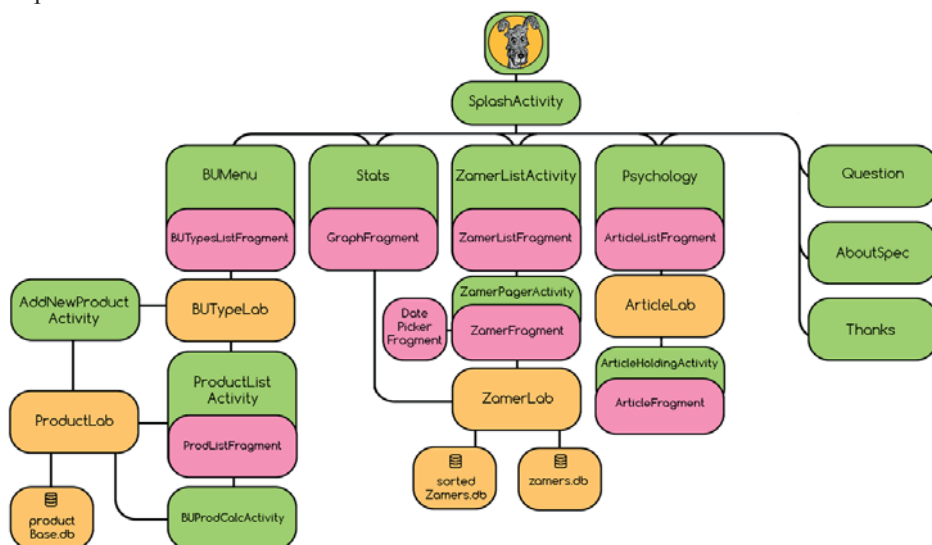 SplashActivity
BUMenu
Stats
ZamerListActivity
Psychology
Question
BUTypesListFragment
GraphFragment
ZamerListFragment
ArticleListFragment
AboutSpec
AddNewProduct
Activity
BUTypeLab
ZamerPagerActivity
Date
Picker
Fragment
ZamerFragment
ArticleLab
Thanks
ProductList
Activity
ArticleHoldingActivity
ArticleFragment
ProductLab
ZamerLab
ProdListFragment
sorted
Zamers.db
zamers.db
product
Base.db
BUProdCalcActivity